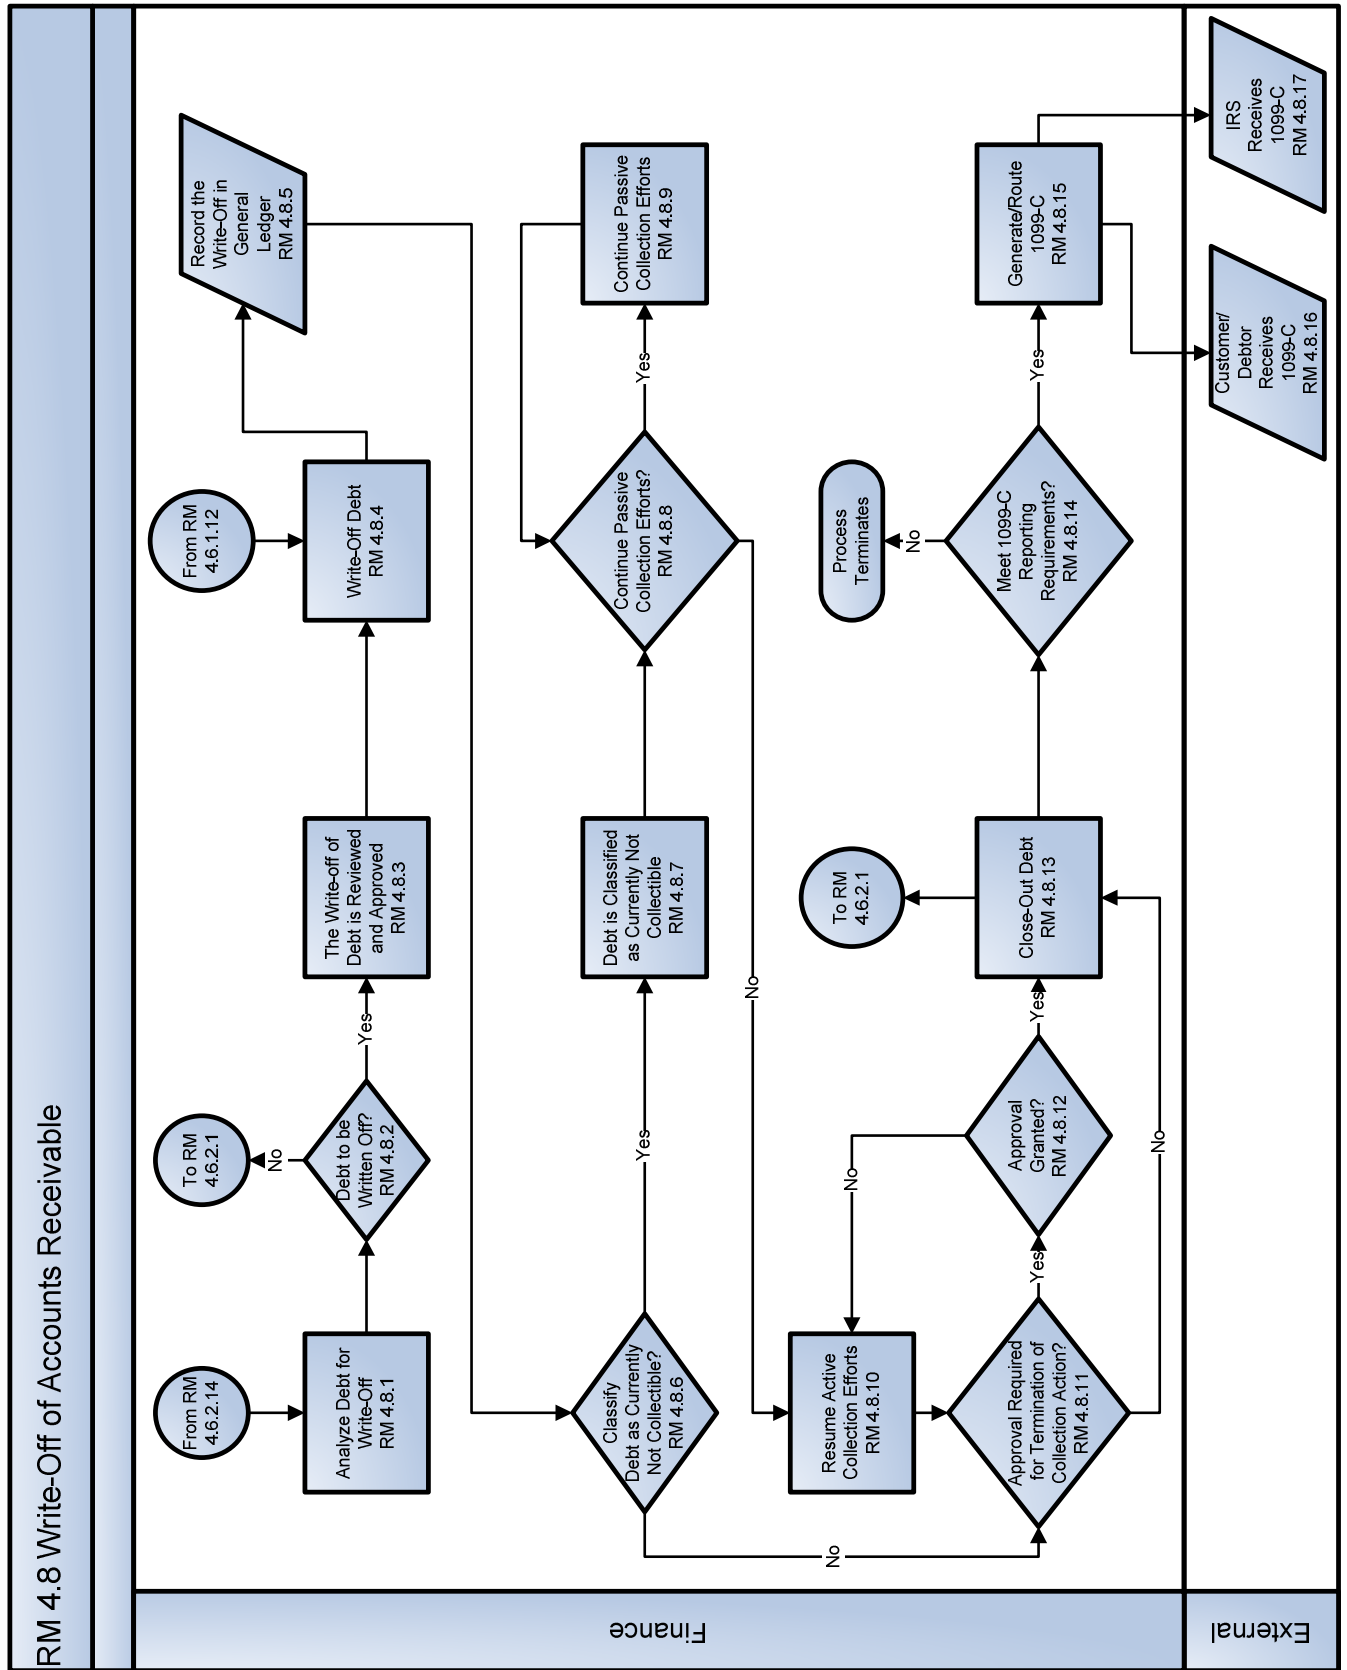 RM 4.8 Write-Off of Accounts Receivable
Finance
External
From RM
4.6.2.14
Analyze Debt for
Write-Off
RM 4.8.1
To RM
4.6.2.1
No
Debt to be
Written Off?
RM 4.8.2
Yes
The Write-off of
Debt is Reviewed
and Approved
RM 4.8.3
From RM
4.6.1.12
Write-Off Debt
RM 4.8.4
Record the
Write-Off in
General
Ledger
RM 4.8.5
Classify
Debt as Currently
Not Collectible?
RM 4.8.6
Yes
No
Debt is Classified
as Currently Not
Collectible
RM 4.8.7
Continue Passive
Collection Efforts?
RM 4.8.8
Yes
No
Continue Passive
Collection Efforts
RM 4.8.9
Resume Active
Collection Efforts
RM 4.8.10
Approval Required
for Termination of
Collection Action?
RM 4.8.11
Yes
No
Approval
Granted?
RM 4.8.12
No
Yes
To RM
4.6.2.1
Close-Out Debt
RM 4.8.13
Process
Terminates
No
Meet 1099-C
Reporting
Requirements?
RM 4.8.14
Yes
Generate/Route
1099-C
RM 4.8.15
Customer/
Debtor
Receives
1099-C
RM 4.8.16
IRS
Receives
1099-C
RM 4.8.17